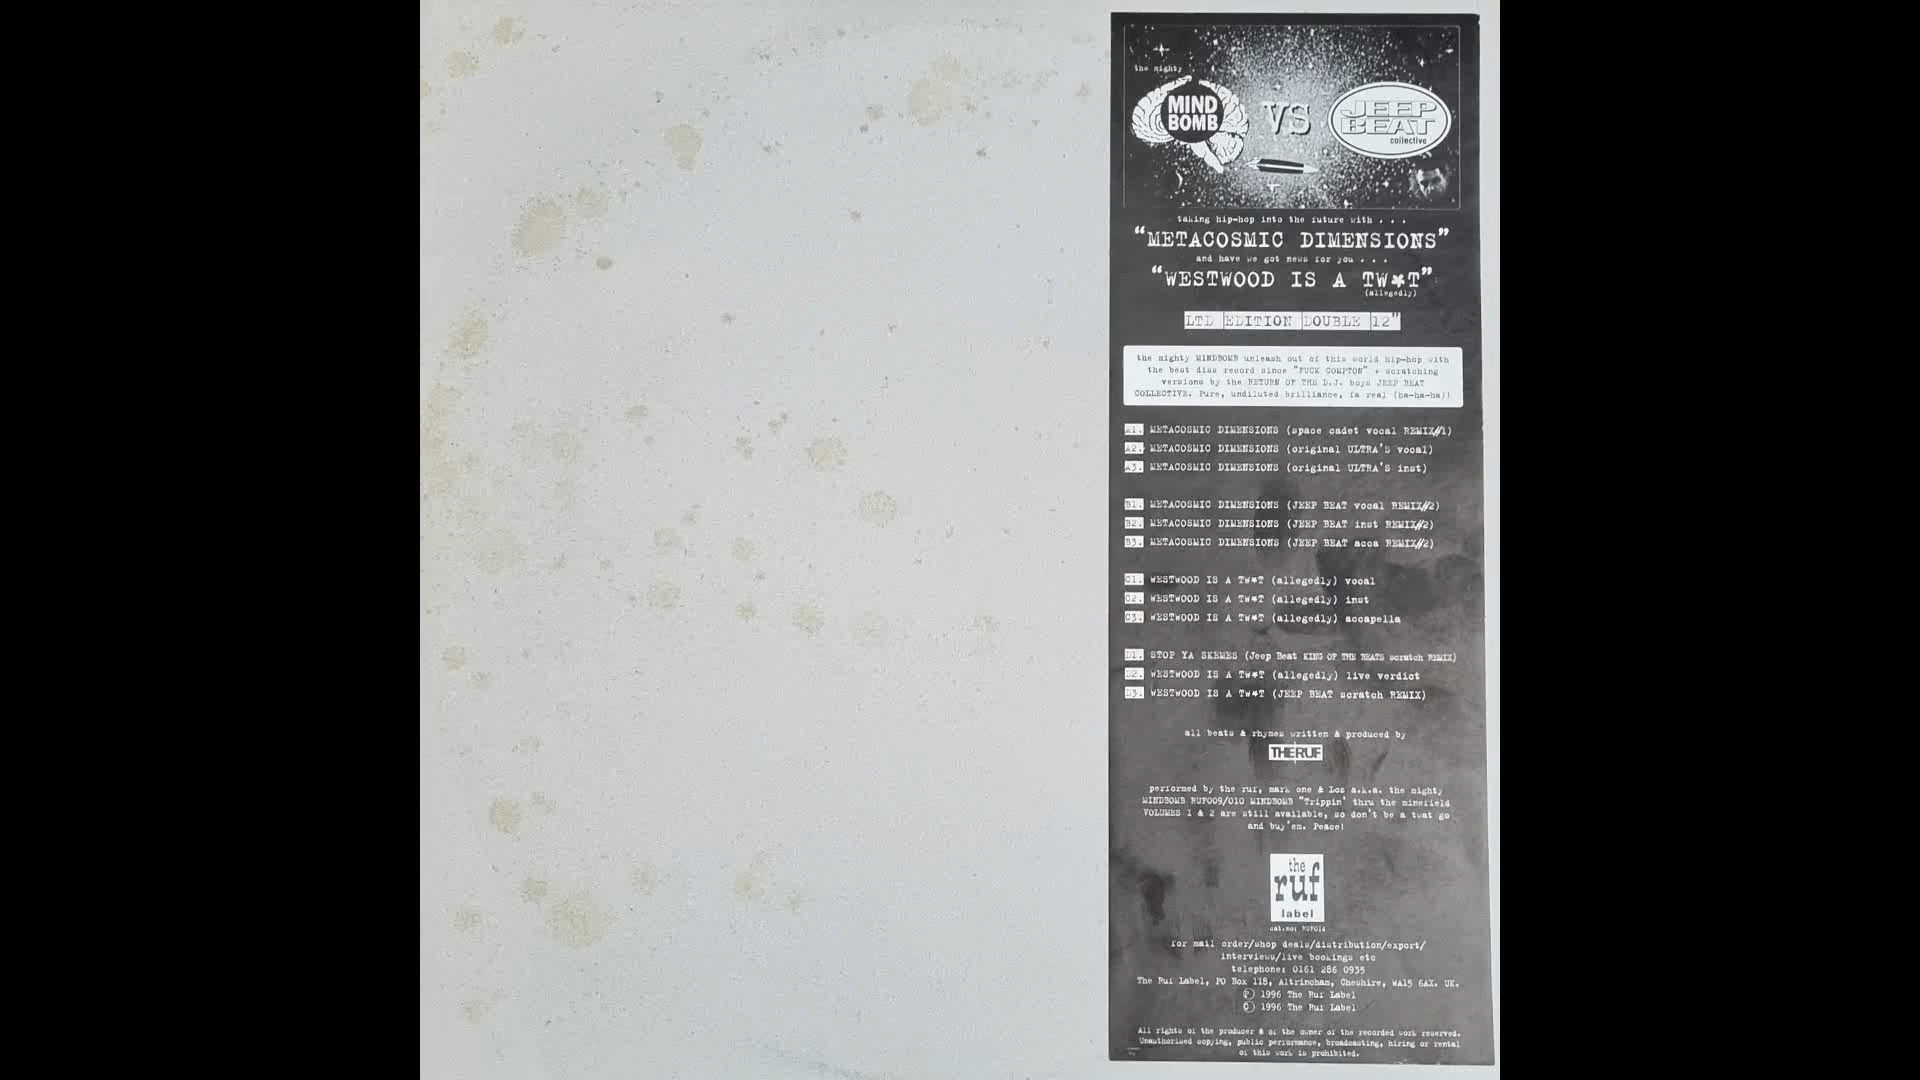 the mighty
MIND
BOMB
VS
JEEP
BEAT
collective
taking hip-hop into the future with . . .
"METACOSMIC DIMENSIONS"
and have we got news for you . . .
"WESTWOOD IS A TW*T"
(allegedly)
LTD EDITION DOUBLE 12"
the mighty MINDBOMB unleash out of this world hip-hop with
the best diss record since "FUCK COMPTON" + scratching
versions by the RETURN OF THE D.J. boys JEEP BEAT
COLLECTIVE. Pure, undiluted brilliance, fa real (ha-ha-ha)!
A1. METACOSMIC DIMENSIONS (space cadet vocal REMIX#1)
A2. METACOSMIC DIMENSIONS (original ULTRA'S vocal)
A3. METACOSMIC DIMENSIONS (original ULTRA'S inst)
B1. METACOSMIC DIMENSIONS (JEEP BEAT vocal REMIX#2)
B2. METACOSMIC DIMENSIONS (JEEP BEAT inst REMIX#2)
B3. METACOSMIC DIMENSIONS (JEEP BEAT acca REMIX#2)
C1. WESTWOOD IS A TW*T (allegedly) vocal
C2. WESTWOOD IS A TW*T (allegedly) inst
C3. WESTWOOD IS A TW*T (allegedly) accapella
D1. STOP YA SKEMES (Jeep Beat KING OF THE BEATS scratch REMIX)
D2. WESTWOOD IS A TW*T (allegedly) live verdict
D3. WESTWOOD IS A TW*T (JEEP BEAT scratch REMIX)
all beats & rhymes written & produced by
THERUF
performed by the ruf, mark one & Los a.k.a. the mighty
MINDBOMB RUF009/010 MINDBOMB "Trippin' thru the minefield
VOLUMES 1 & 2 are still available, so don't be a twat go
and buy'em. Peace!
the
ruf
label
cat.no: RUF014
for mail order/shop deals/distribution/export/
interviews/live bookings etc
telephone: 0161 286 0935
The Ruf Label, PO Box 118, Altrincham, Cheshire, WA15 6AX. UK.
Ⓟ 1996 The Ruf Label
© 1996 The Ruf Label
All rights of the producer & of the owner of the recorded work reserved.
Unauthorised copying, public performance, broadcasting, hiring or rental
of this work is prohibited.